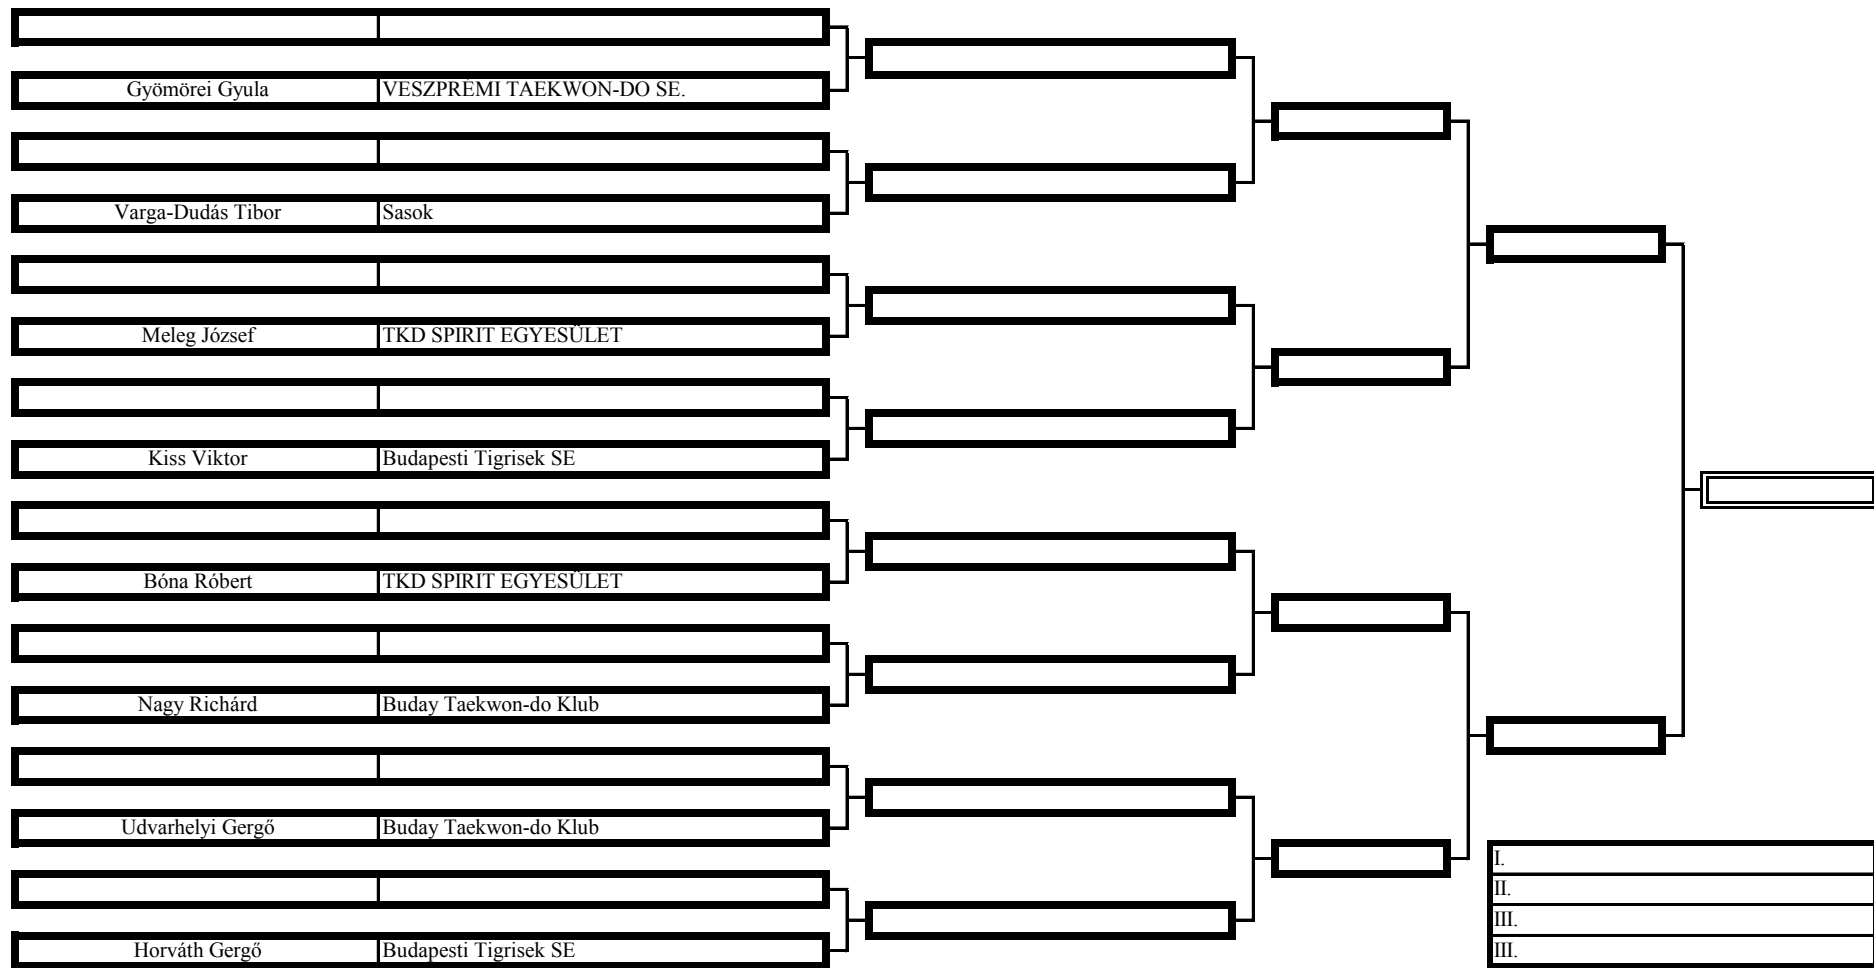 Gyömörei Gyula VESZPRÉMI TAEKWON-DO SE.
Varga-Dudás Tibor Sasok
Meleg József TKD SPIRIT EGYESÜLET
Kiss Viktor Budapesti Tigrisek SE
Bóna Róbert TKD SPIRIT EGYESÜLET
Nagy Richárd Buday Taekwon-do Klub
Udvarhelyi Gergő Buday Taekwon-do Klub
Horváth Gergő Budapesti Tigrisek SE
I.
II.
III.
III.